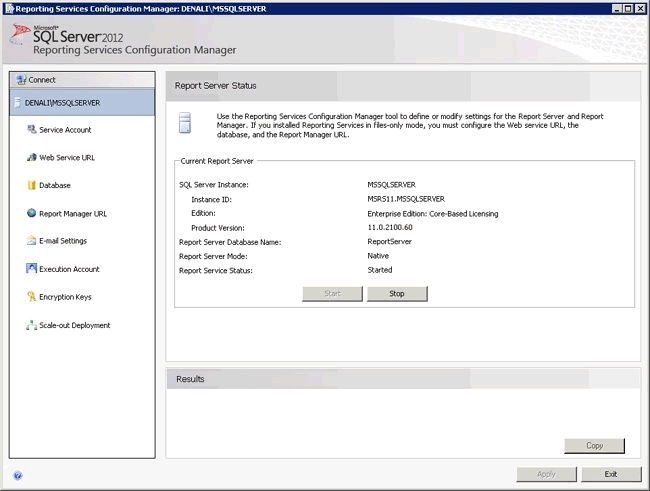 Reporting Services Configuration Manager: DENALI\MSSQLSERVER
Microsoft
SQL Server 2012
Reporting Services Configuration Manager
Connect
DENALI\MSSQLSERVER
Service Account
Web Service URL
Database
Report Manager URL
E-mail Settings
Execution Account
Encryption Keys
Scale-out Deployment
Report Server Status
Use the Reporting Services Configuration Manager tool to define or modify settings for the Report Server and Report
Manager. If you installed Reporting Services in files-only mode, you must configure the Web service URL, the
database, and the Report Manager URL.
Current Report Server
SQL Server Instance: MSSQLSERVER
Instance ID: MSRS11.MSSQLSERVER
Edition: Enterprise Edition: Core-Based Licensing
Product Version: 11.0.2100.60
Report Server Database Name: ReportServer
Report Server Mode: Native
Report Service Status: Started
Start Stop
Results
Copy
Apply Exit